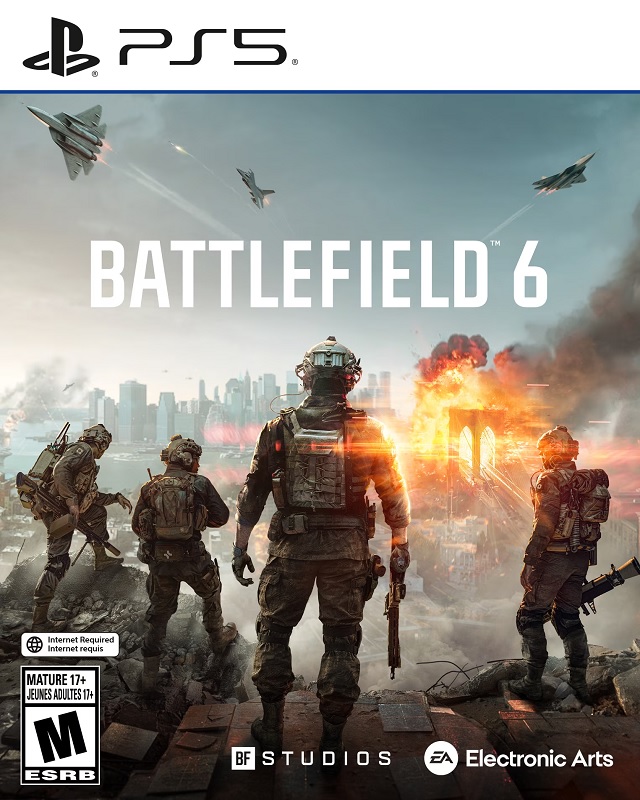 PS5®
BATTLEFIELD™ 6
Internet Required
Internet requis
MATURE 17+
JEUNES ADULTES 17+
M
ESRB
BF STUDIOS
EA Electronic Arts